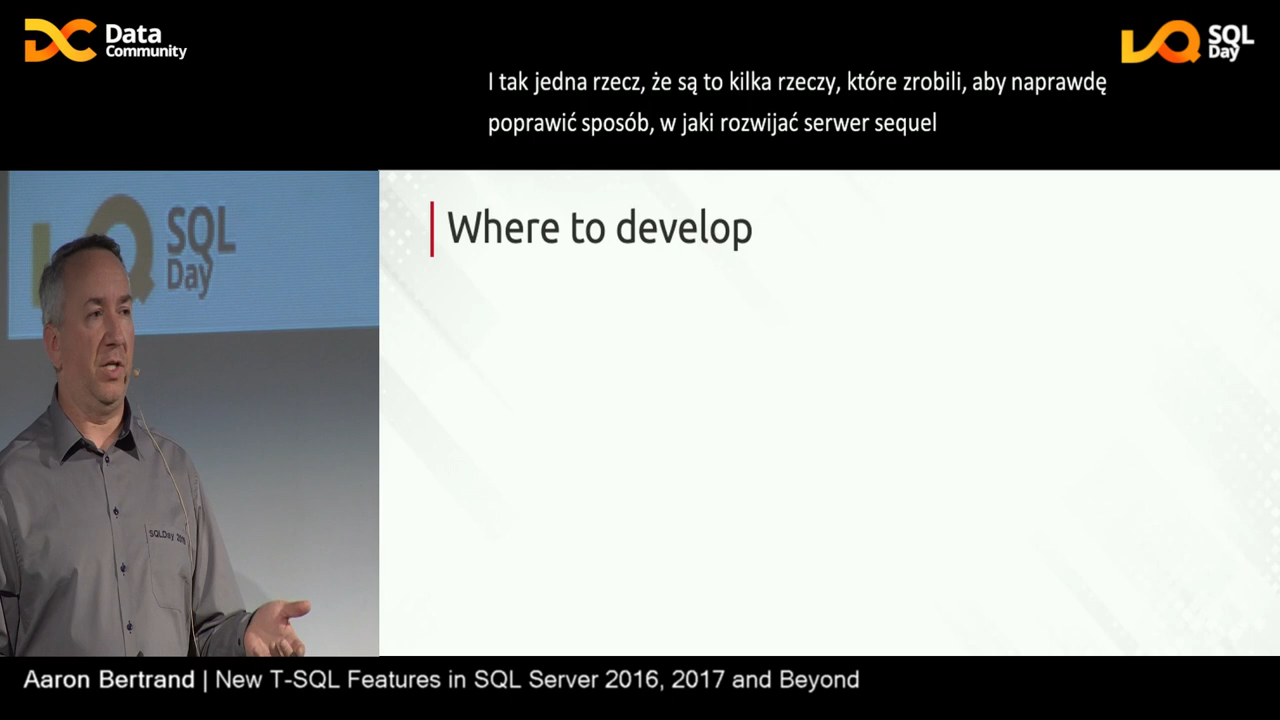 Data
Community
SQL
Day
I tak jedna rzecz, że są to kilka rzeczy, które zrobili, aby naprawdę
poprawić sposób, w jaki rozwijać serwer sequel
SQL
Day
Where to develop
SQLDay
Aaron Bertrand | New T-SQL Features in SQL Server 2016, 2017 and Beyond